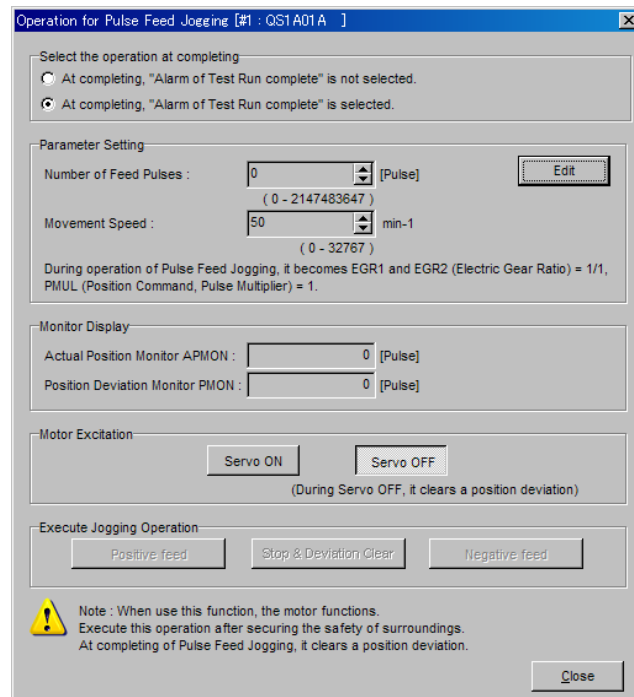 Operation for Pulse Feed Jogging [#1 : QS1A01A    ]
Select the operation at completing
At completing, "Alarm of Test Run complete" is not selected.
At completing, "Alarm of Test Run complete" is selected.
Parameter Setting
Number of Feed Pulses : 0 [Pulse] Edit
( 0 - 2147483647 )
Movement Speed : 50 min-1
( 0 - 32767 )
During operation of Pulse Feed Jogging, it becomes EGR1 and EGR2 (Electric Gear Ratio) = 1/1,
PMUL (Position Command, Pulse Multiplier) = 1.
Monitor Display
Actual Position Monitor APMON : 0 [Pulse]
Position Deviation Monitor PMON : 0 [Pulse]
Motor Excitation
Servo ON Servo OFF
(During Servo OFF, it clears a position deviation)
Execute Jogging Operation
Positive feed Stop & Deviation Clear Negative feed
Note : When use this function, the motor functions.
Execute this operation after securing the safety of surroundings.
At completing of Pulse Feed Jogging, it clears a position deviation.
Close